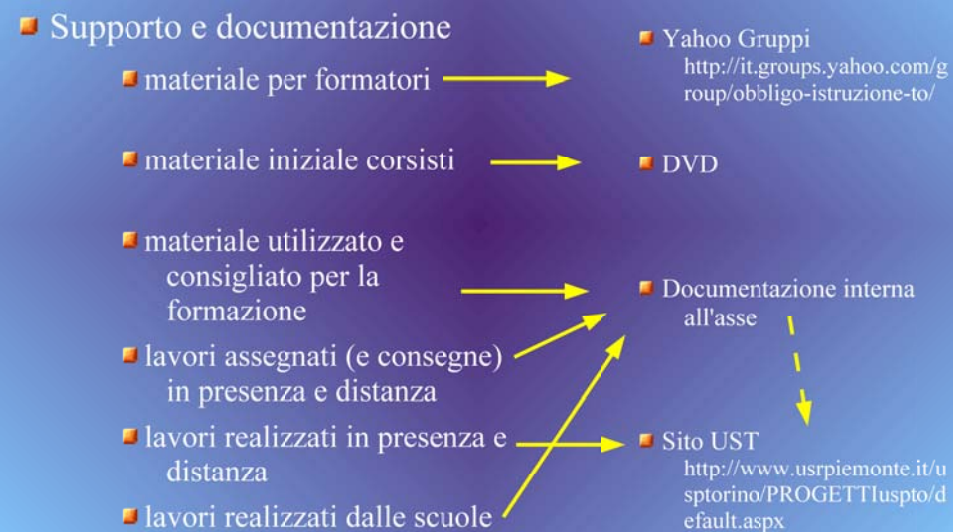 Supporto e documentazione
materiale per formatori
materiale iniziale corsisti
materiale utilizzato e
consigliato per la
formazione
lavori assegnati (e consegne)
in presenza e distanza
lavori realizzati in presenza e
distanza
lavori realizzati dalle scuole
Yahoo Gruppi
http://it.groups.yahoo.com/g
roup/obbligo-istruzione-to/
DVD
Documentazione interna
all'asse
Sito UST
http://www.usrpiemonte.it/u
sptorino/PROGETTIuspto/d
efault.aspx